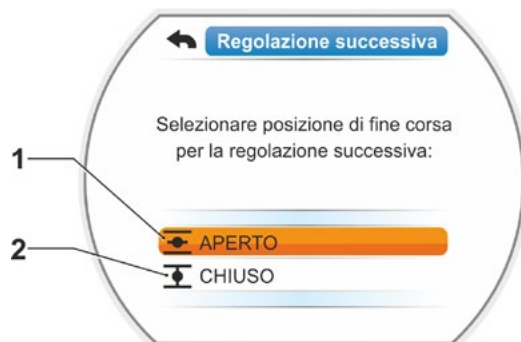 Regolazione successiva
Selezionare posizione di fine corsa
per la regolazione successiva:
1
APERTO
2
CHIUSO